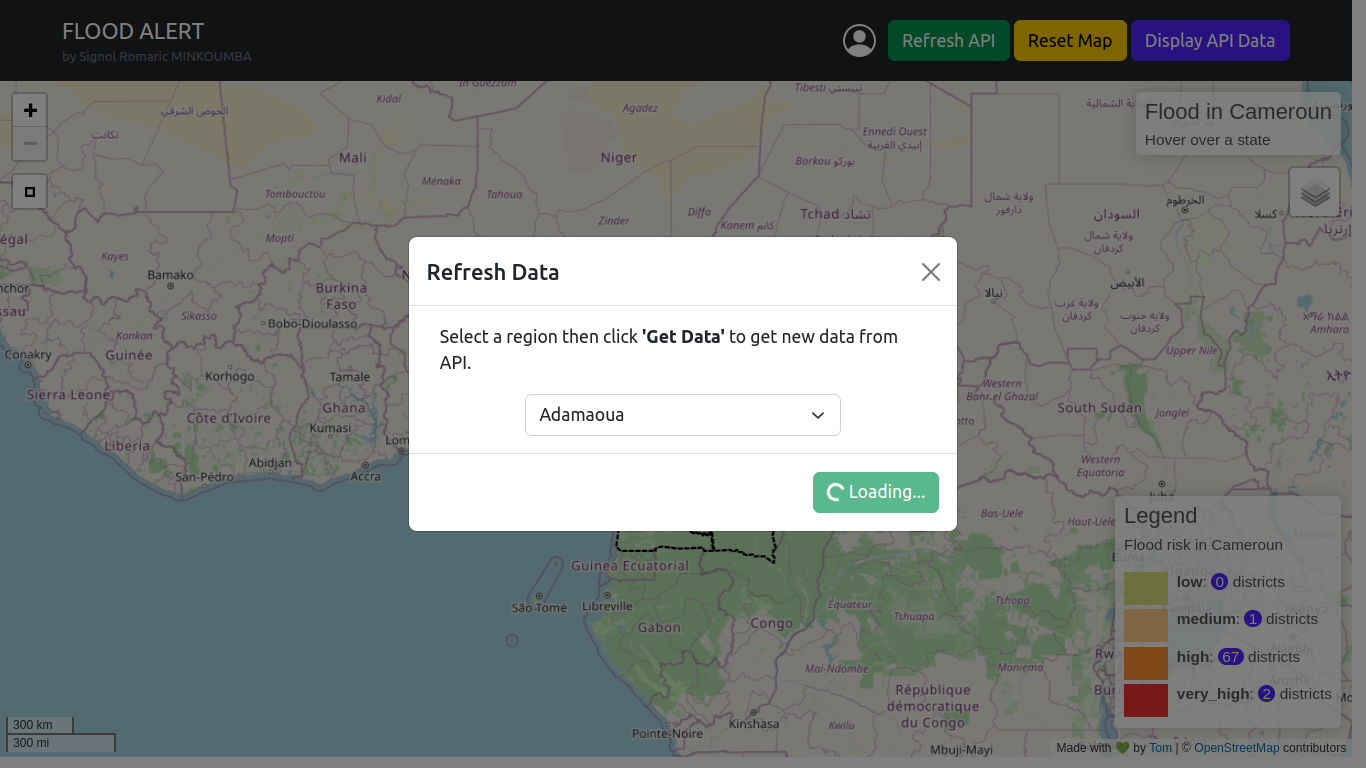 FLOOD ALERT
by Signol Romaric MINKOUMBA
Refresh API
Reset Map
Display API Data
+
−
Flood in Cameroun
Hover over a state
Kidal
In Guezzam
Agadez
Tibesti تيبستي
Ennedi Ouest
إنيدي الغربية
الحوض الشرقي
تكانت
Mali
Niger
Borkou بوركو
Ménaka
Tombouctou
Tahoua
Zinder
Diffa
Kanem كانم
Tchad تشاد
ولاية شمال
دارفور
السودان
الخرطوم
كسلا
ولاية شمال
كردفان
Mopti
Kayes
Bamako
Burkina
Faso
Sikasso
Bobo-Dioulasso
Kankan
Guinée
Conakry
Korhogo
Tamale
Sierra Leone
Côte d'Ivoire
Ghana
Kumasi
Liberia
Abidjan
San-Pédro
Accra
الأبيض
نيالا
ولاية غرب
كردفان
ولاية جنوب
كردفان
Amhara
Upper Nile
Western
Bahr el Ghazal
South Sudan
Jonglei
Western
Equatoria
Juba
Refresh Data
Select a region then click 'Get Data' to get new data from
API.
Adamaoua
Loading...
Bas-Uele
Haut-Uele
Guinea Ecuatorial
São Tomé
Libreville
Gabon
Congo
Équateur
Tshuapa
Tshopo
Maniema
Mai-Ndombe
République
démocratique
du Congo
Kinshasa
Kwilu
Pointe-Noire
Mbuji-Mayi
Legend
Flood risk in Cameroun
low: 0 districts
medium: 1 districts
high: 67 districts
very_high: 2 districts
300 km
300 mi
Made with 💚 by Tom | © OpenStreetMap contributors